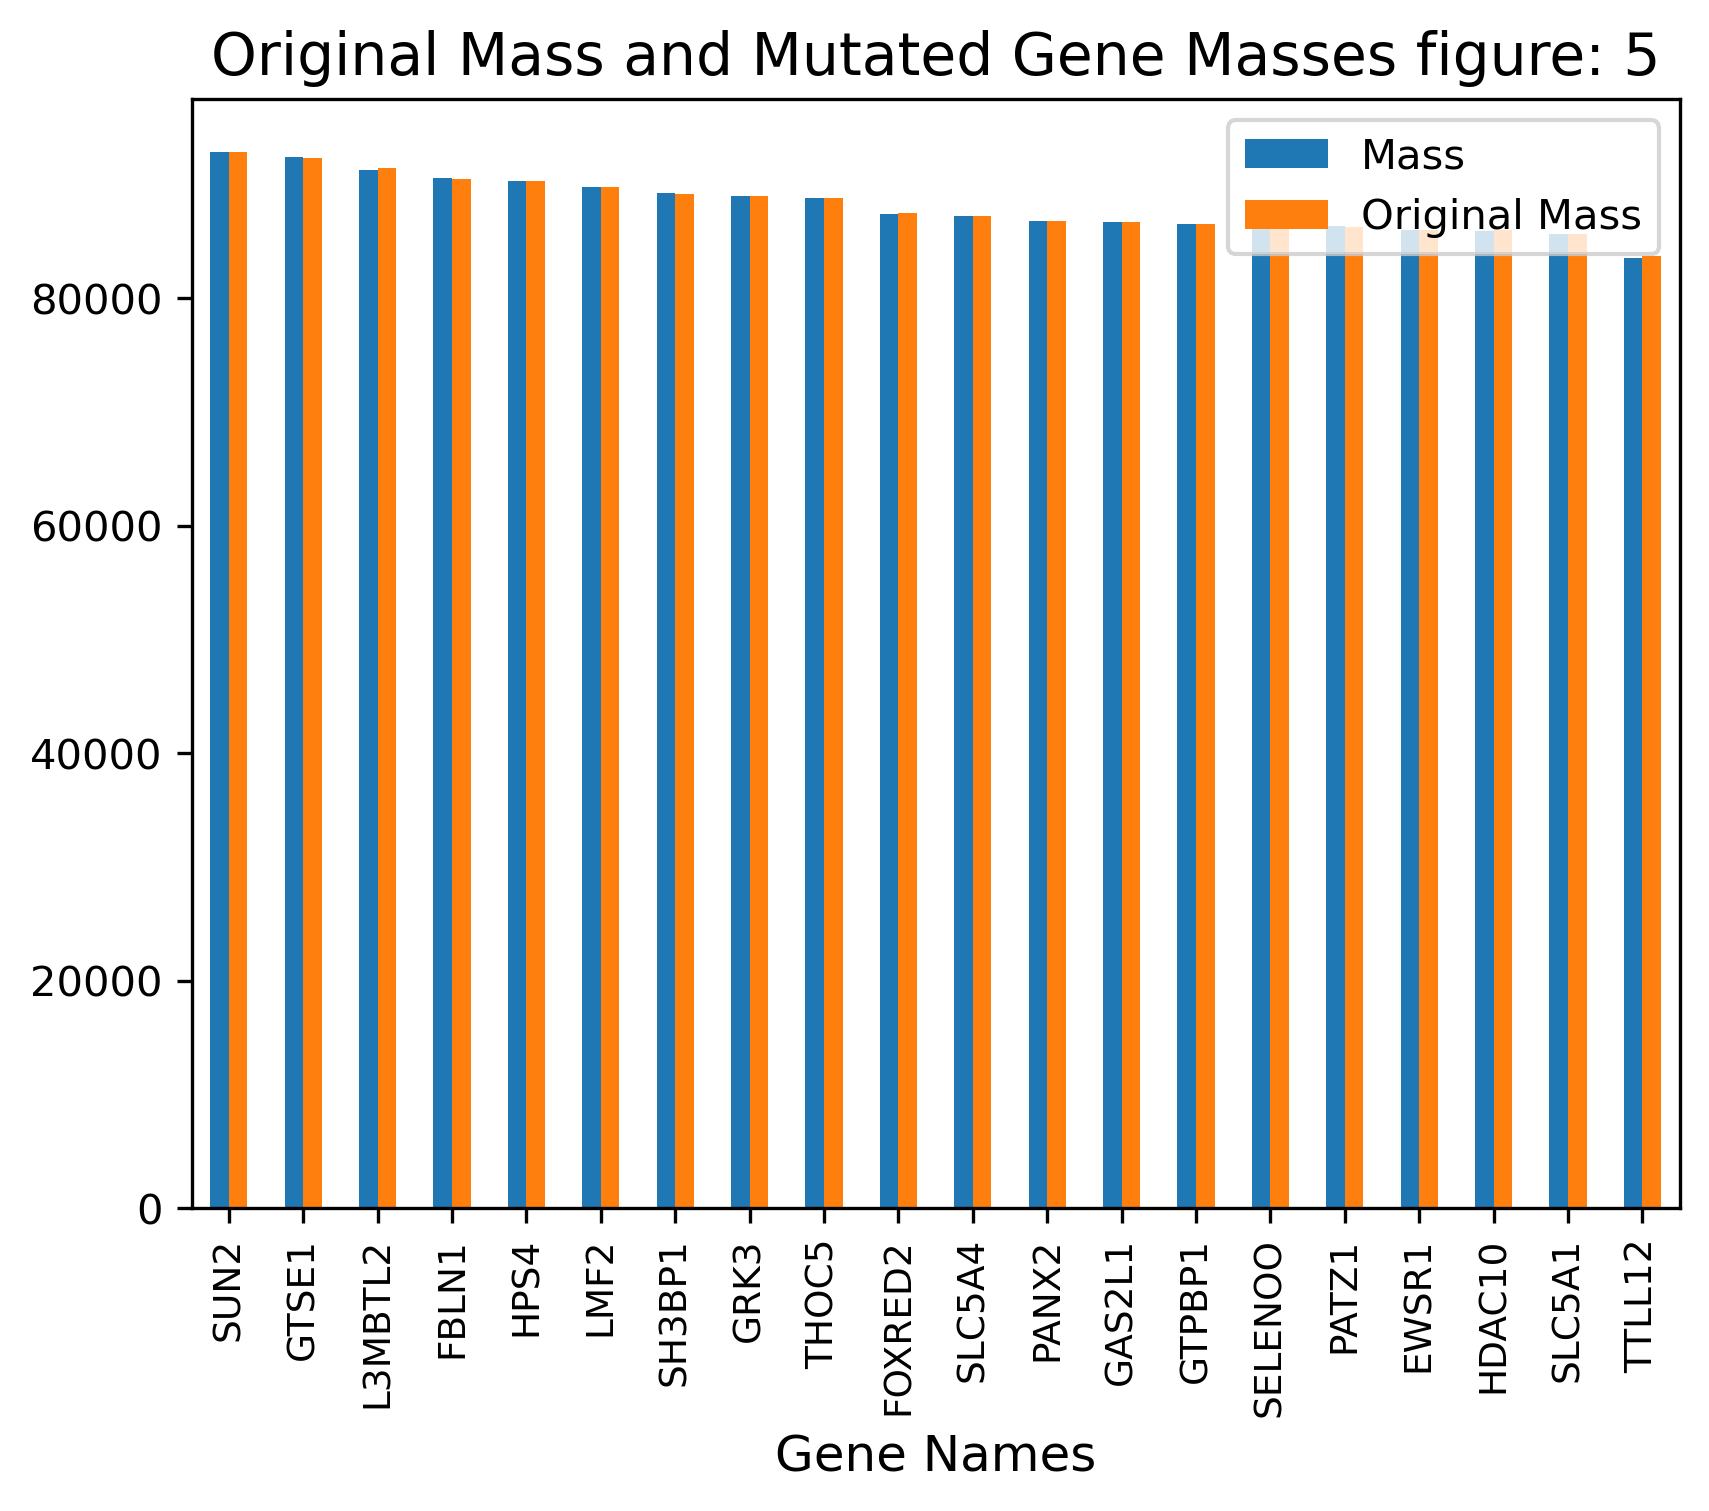 Original Mass and Mutated Gene Masses figure: 5
Mass
Original Mass
80000
60000
40000
20000
0
SUN2
GTSE1
L3MBTL2
FBLN1
HPS4
LMF2
SH3BP1
GRK3
THOC5
FOXRED2
SLC5A4
PANX2
GAS2L1
GTPBP1
SELENOO
PATZ1
EWSR1
HDAC10
SLC5A1
TTLL12
Gene Names